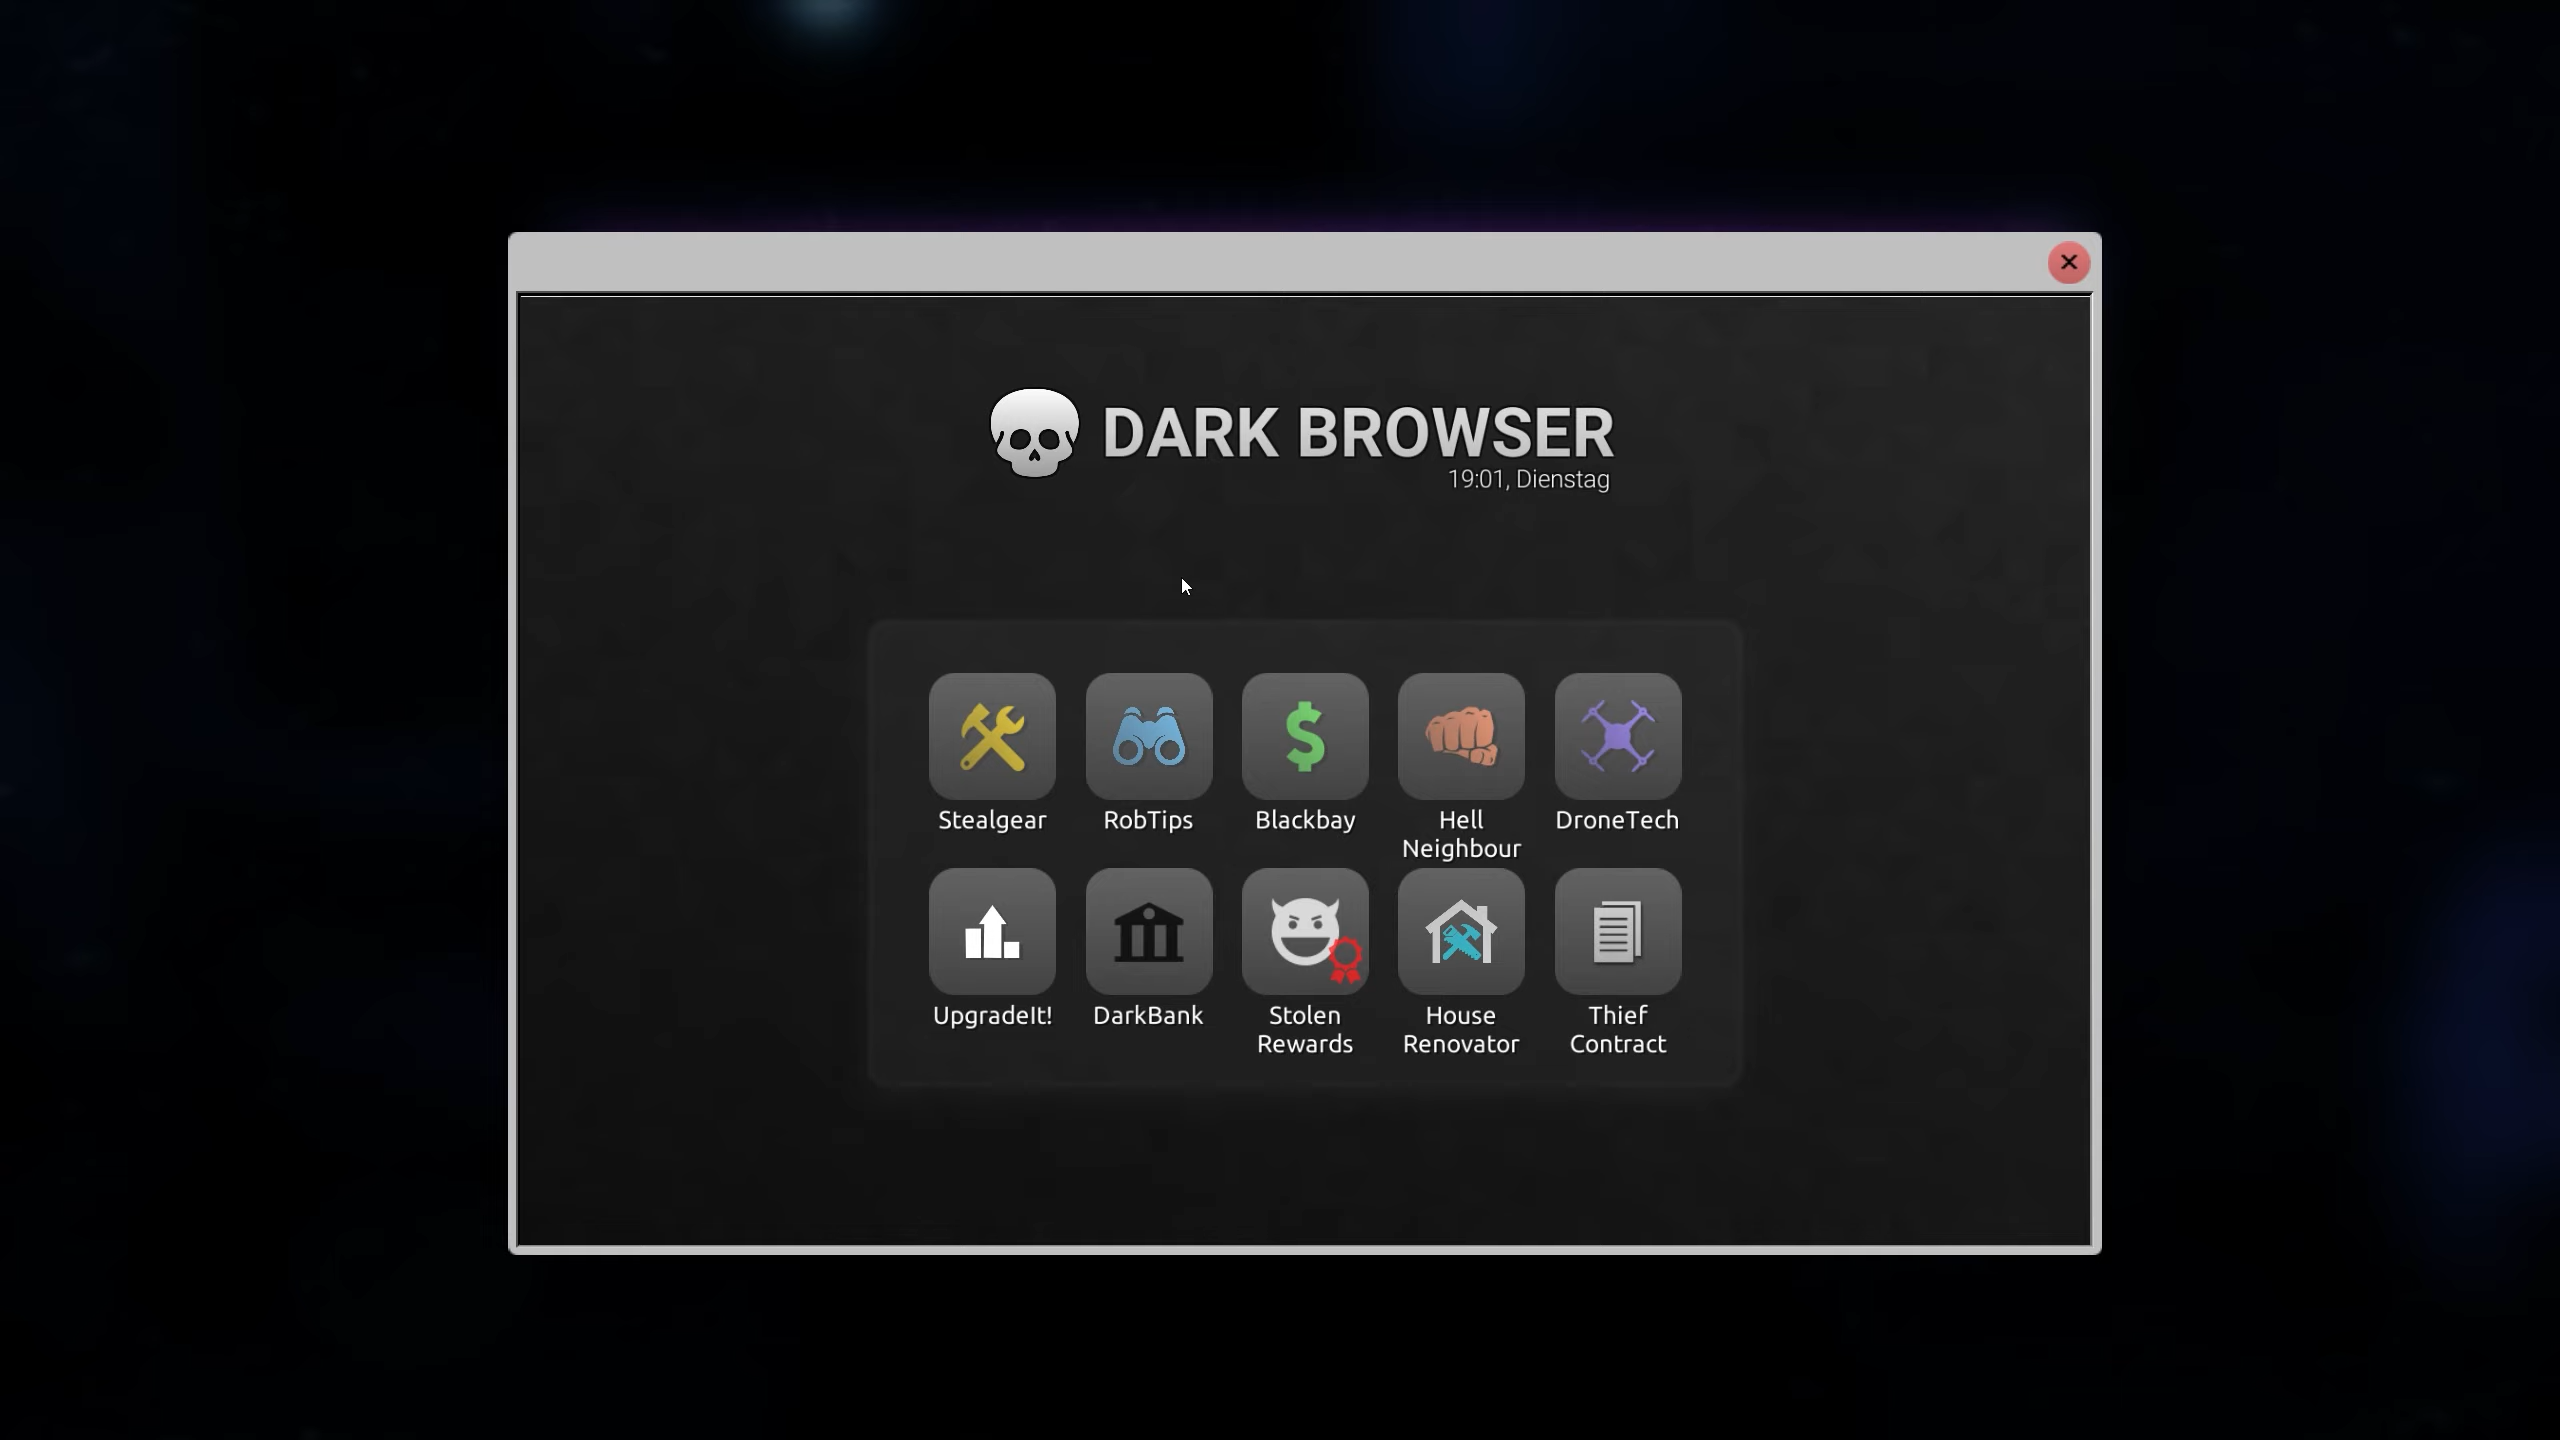 DARK BROWSER
19:01, Dienstag
Stealgear
RobTips
Blackbay
Hell
Neighbour
DroneTech
UpgradeIt!
DarkBank
Stolen
Rewards
House
Renovator
Thief
Contract